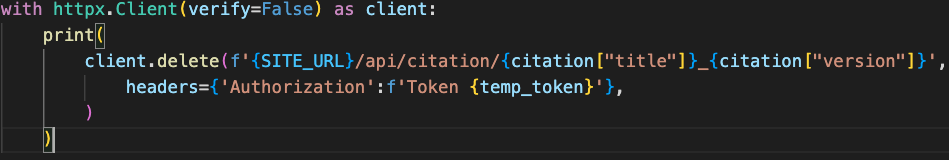 with httpx.Client(verify=False) as client:
    print(
        client.delete(f'{SITE_URL}/api/citation/{citation["title"]}_{citation["version"]}',
            headers={'Authorization':f'Token {temp_token}'},
        )
    )